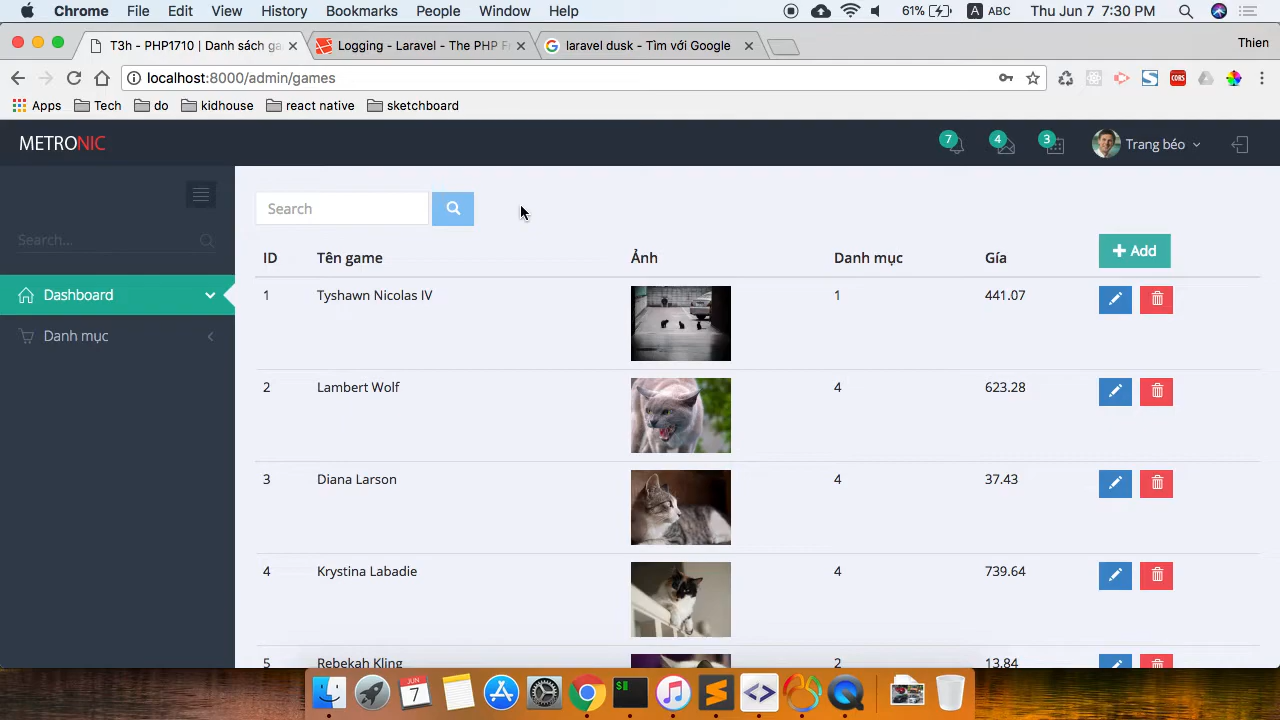 Chrome File Edit View History Bookmarks People Window Help 61% A ABC Thu Jun 7 7:30 PM
T3h - PHP1710 | Danh sách ga Logging - Laravel - The PHP F laravel dusk - Tìm với Google Thien
localhost:8000/admin/games CORS
Apps Tech do kidhouse react native sketchboard
METRONIC 7 4 3 Trang béo
Search
Search...
ID Tên game Ảnh Danh mục Gía Add
Dashboard
Danh mục
1 Tyshawn Nicolas IV 1 441.07
2 Lambert Wolf 4 623.28
3 Diana Larson 4 37.43
4 Krystina Labadie 4 739.64
5 Rebekah Kling 2 13.84
JUN
7
$